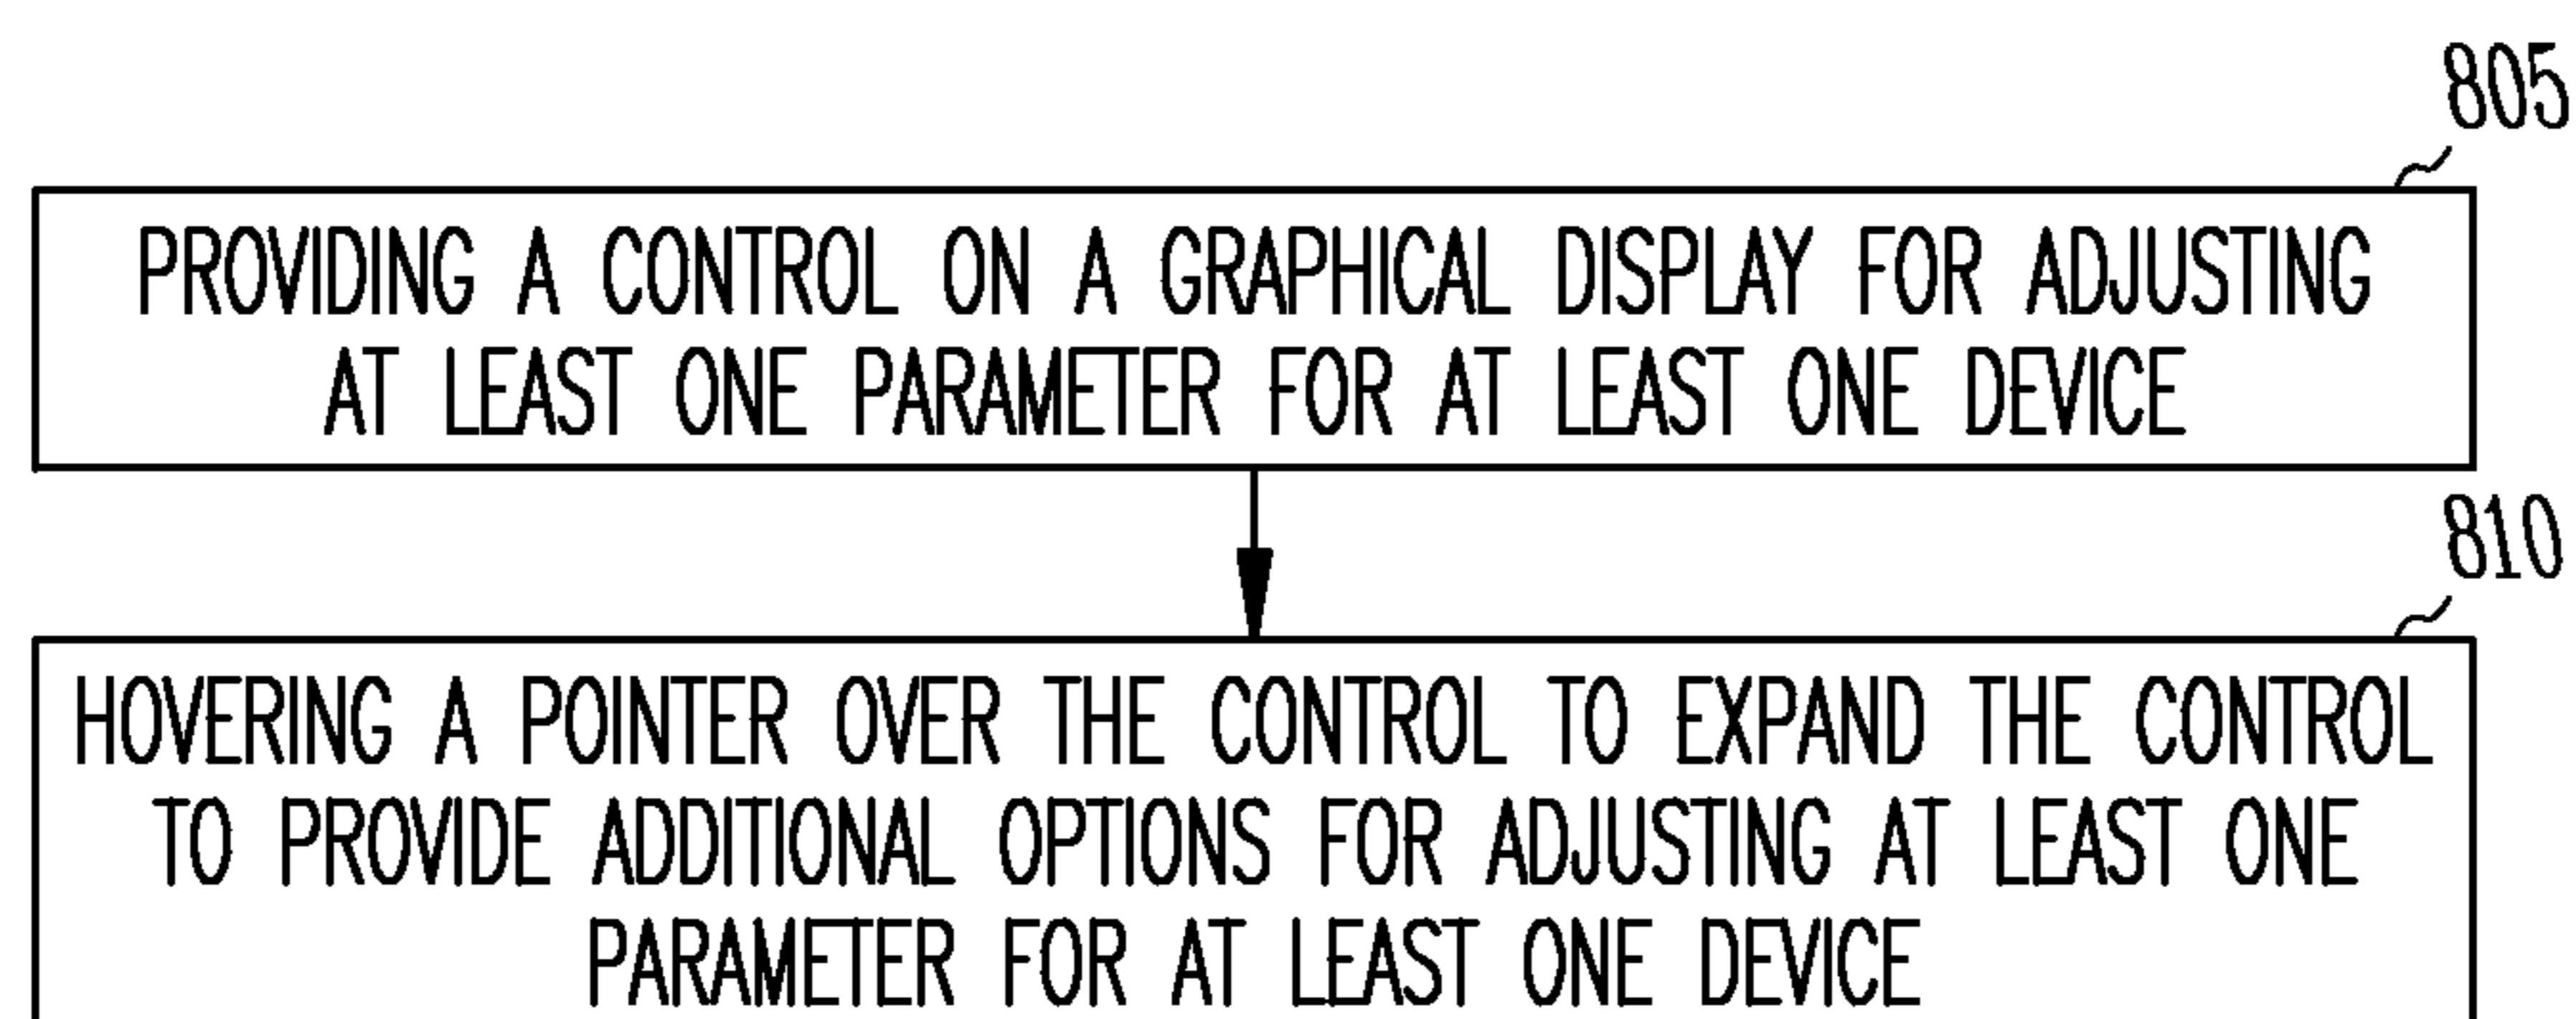 805
PROVIDING A CONTROL ON A GRAPHICAL DISPLAY FOR ADJUSTING
AT LEAST ONE PARAMETER FOR AT LEAST ONE DEVICE
810
HOVERING A POINTER OVER THE CONTROL TO EXPAND THE CONTROL
TO PROVIDE ADDITIONAL OPTIONS FOR ADJUSTING AT LEAST ONE
PARAMETER FOR AT LEAST ONE DEVICE